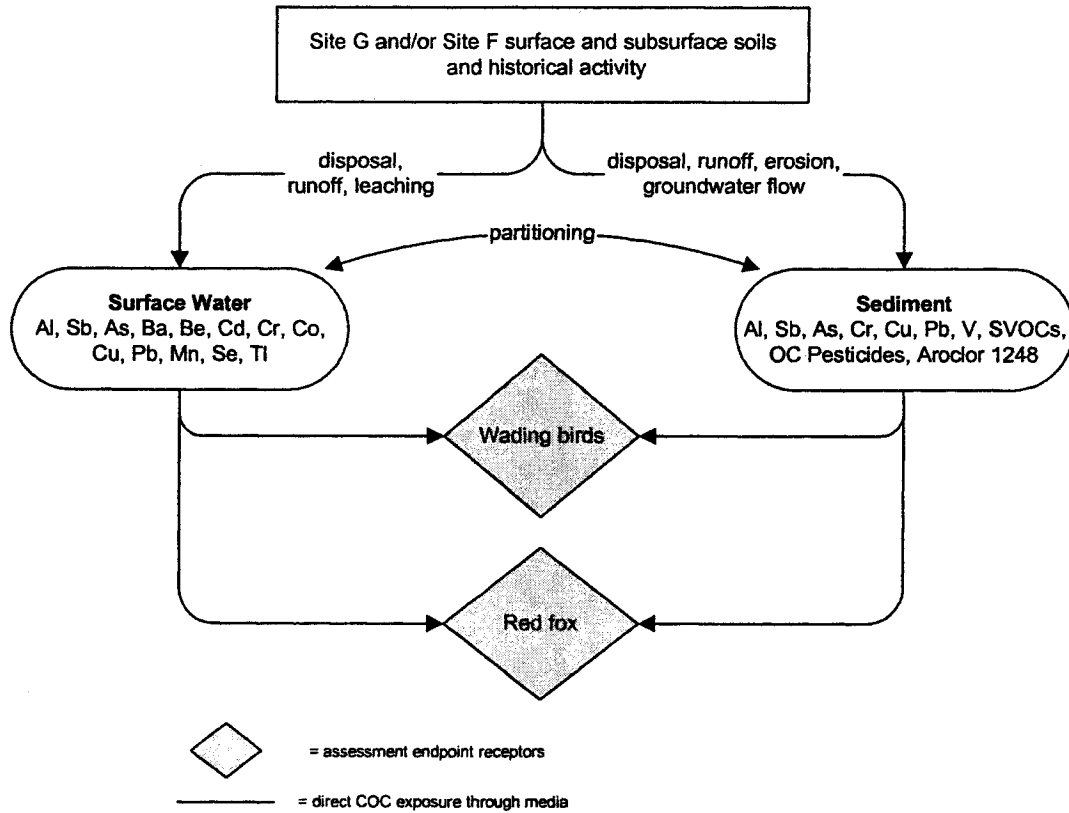 Site G and/or Site F surface and subsurface soils
and historical activity
disposal,
runoff, leaching
disposal, runoff, erosion,
groundwater flow
partitioning
Surface Water
Al, Sb, As, Ba, Be, Cd, Cr, Co,
Cu, Pb, Mn, Se, Tl
Sediment
Al, Sb, As, Cr, Cu, Pb, V, SVOCs,
OC Pesticides, Aroclor 1248
Wading birds
Red fox
= assessment endpoint receptors
= direct COC exposure through media